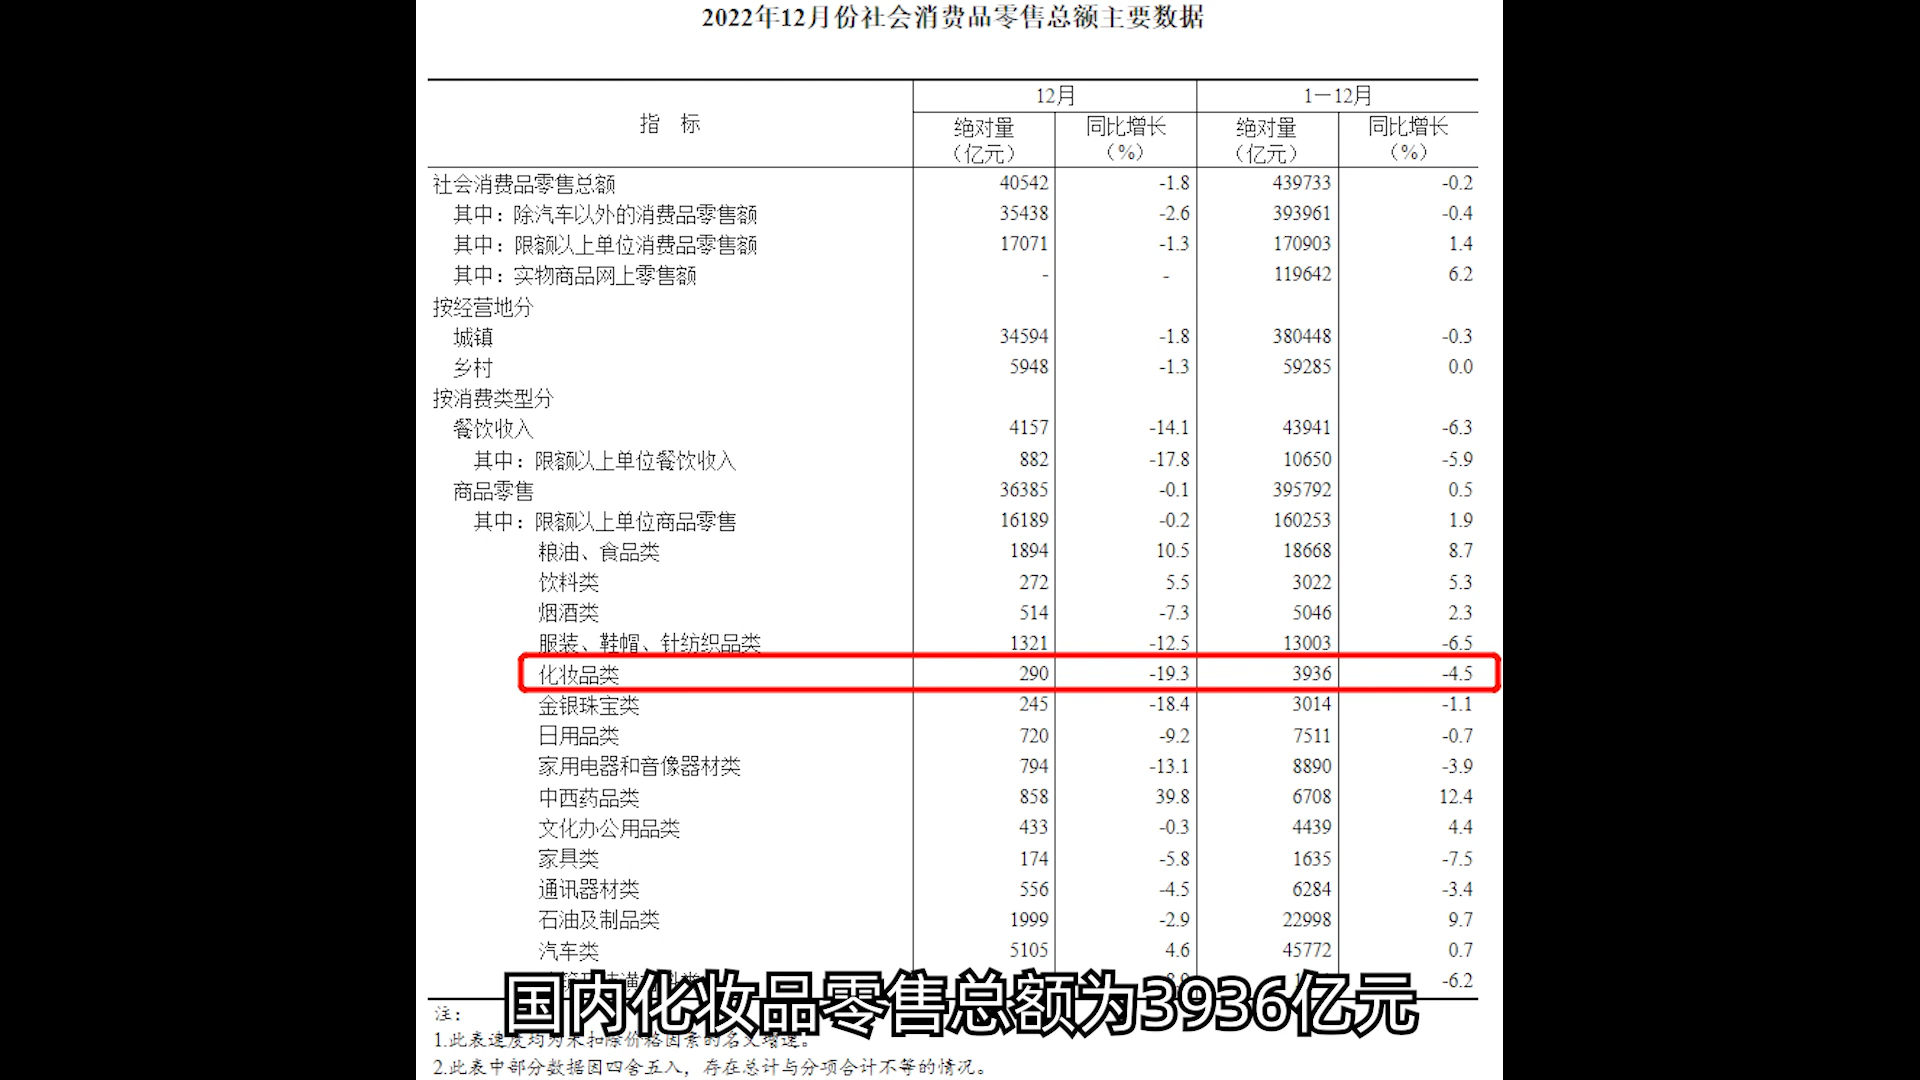 2022年12月份社会消费品零售总额主要数据
指 标 12月 1—12月
绝对量（亿元） 同比增长（%） 绝对量（亿元） 同比增长（%）
社会消费品零售总额 40542 -1.8 439733 -0.2
其中：除汽车以外的消费品零售额 35438 -2.6 393961 -0.4
其中：限额以上单位消费品零售额 17071 -1.3 170903 1.4
其中：实物商品网上零售额 - - 119642 6.2
按经营地分
城镇 34594 -1.8 380448 -0.3
乡村 5948 -1.3 59285 0.0
按消费类型分
餐饮收入 4157 -14.1 43941 -6.3
其中：限额以上单位餐饮收入 882 -17.8 10650 -5.9
商品零售 36385 -0.1 395792 0.5
其中：限额以上单位商品零售 16189 -0.2 160253 1.9
粮油、食品类 1894 10.5 18668 8.7
饮料类 272 5.5 3022 5.3
烟酒类 514 -7.3 5046 2.3
服装、鞋帽、针纺织品类 1321 -12.5 13003 -6.5
化妆品类 290 -19.3 3936 -4.5
金银珠宝类 245 -18.4 3014 -1.1
日用品类 720 -9.2 7511 -0.7
家用电器和音像器材类 794 -13.1 8890 -3.9
中西药品类 858 39.8 6708 12.4
文化办公用品类 433 -0.3 4439 4.4
家具类 174 -5.8 1635 -7.5
通讯器材类 556 -4.5 6284 -3.4
石油及制品类 1999 -2.9 22998 9.7
汽车类 5105 4.6 45772 0.7
-6.2
国内化妆品零售总额为3936亿元
注：
1.此表速度均为未扣除价格因素的名义增速。
2.此表中部分数据因四舍五入，存在总计与分项合计不等的情况。